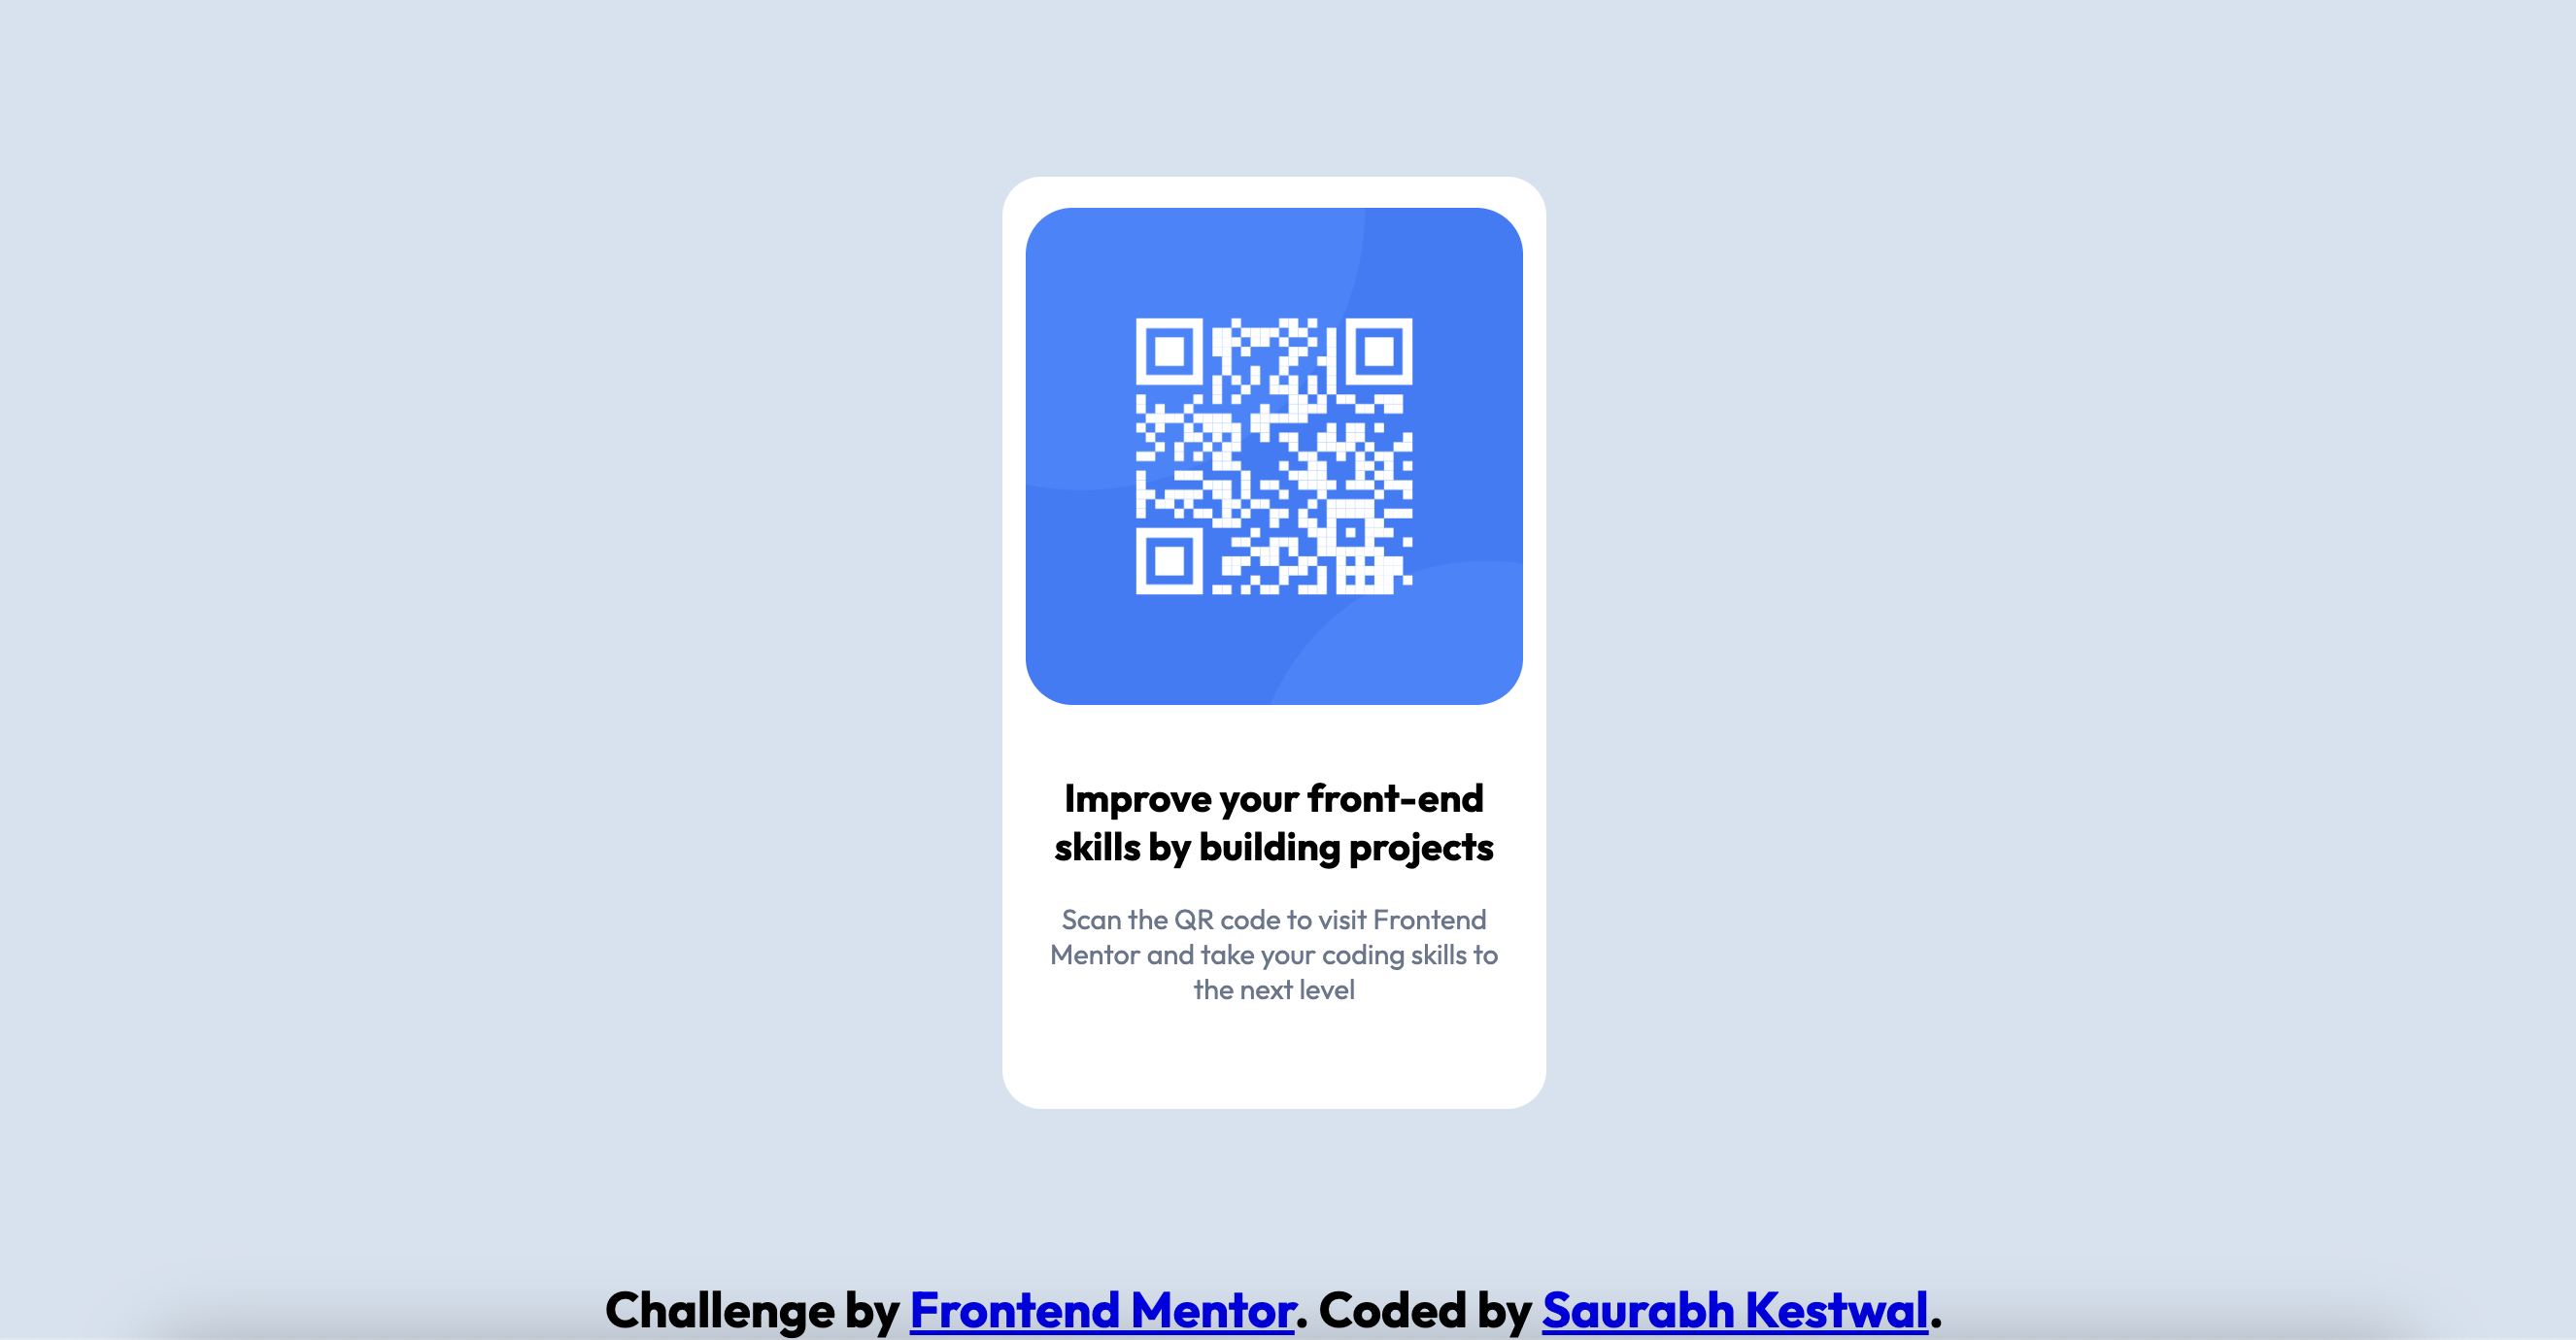 Improve your front-end
skills by building projects
Scan the QR code to visit Frontend
Mentor and take your coding skills to
the next level
Challenge by Frontend Mentor. Coded by Saurabh Kestwal.